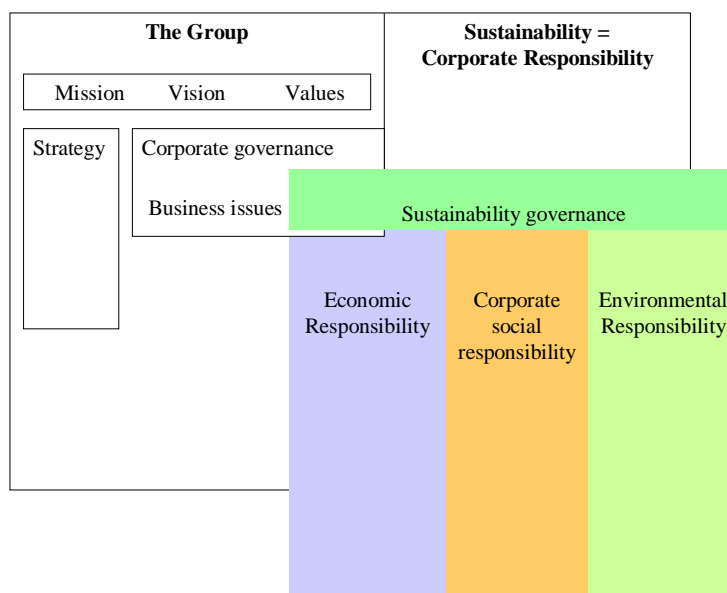 The Group
Sustainability =
Corporate Responsibility
Mission Vision Values
Strategy
Corporate governance
Business issues
Sustainability governance
Economic
Responsibility
Corporate
social
responsibility
Environmental
Responsibility